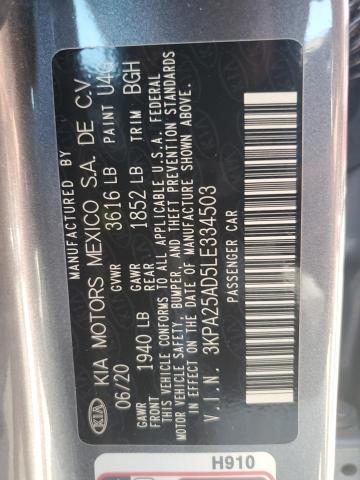 MANUFACTURED BY
KIA KIA MOTORS MEXICO S.A. DE C.V.
06/20 GVWR 3616 LB PAINT U4G
GAWR FRONT 1940 LB GAWR REAR. 1852 LB TRIM BGH
THIS VEHICLE CONFORMS TO ALL APPLICABLE U.S.A. FEDERAL
MOTOR VEHICLE SAFETY, BUMPER, AND THEFT PREVENTION STANDARDS
IN EFFECT ON THE DATE OF MANUFACTURE SHOWN ABOVE.
V.I.N. 3KPA25AD5LE334503
PASSENGER CAR
H910